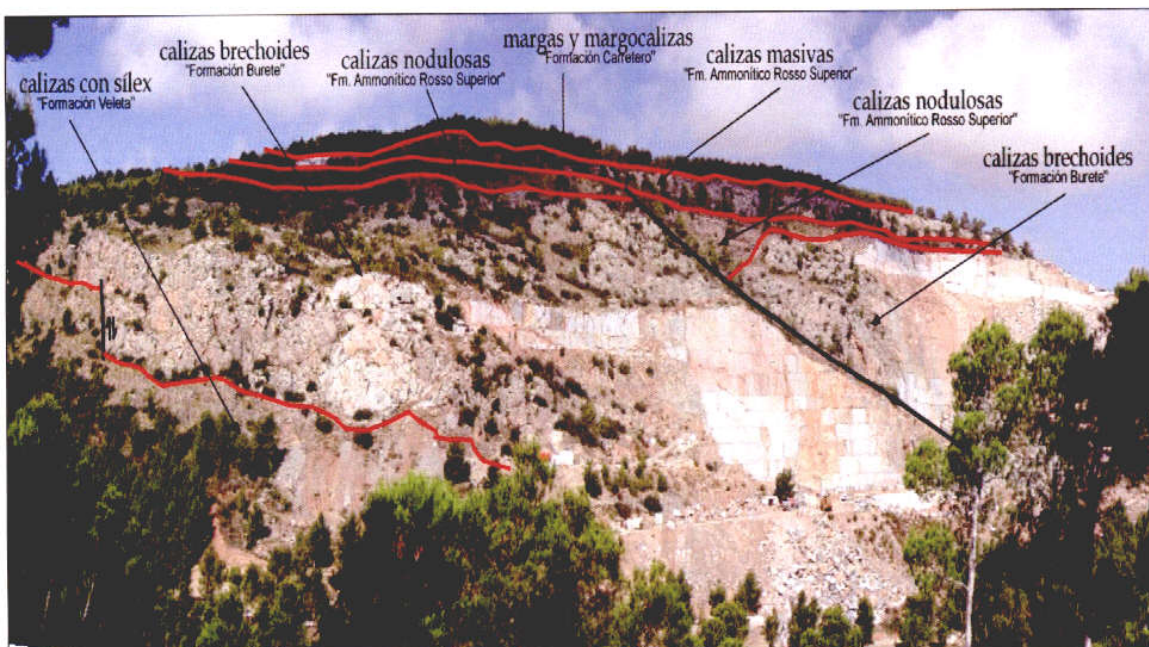 calizas con sílex
"Formación Veleta"
calizas brechoides
"Formación Burete"
calizas nodulosas
"Fm. Ammonítico Rosso Superior"
margas y margocalizas
"Formación Carretero"
calizas masivas
"Fm. Ammonítico Rosso Superior"
calizas nodulosas
"Fm. Ammonítico Rosso Superior"
calizas brechoides
"Formación Burete"